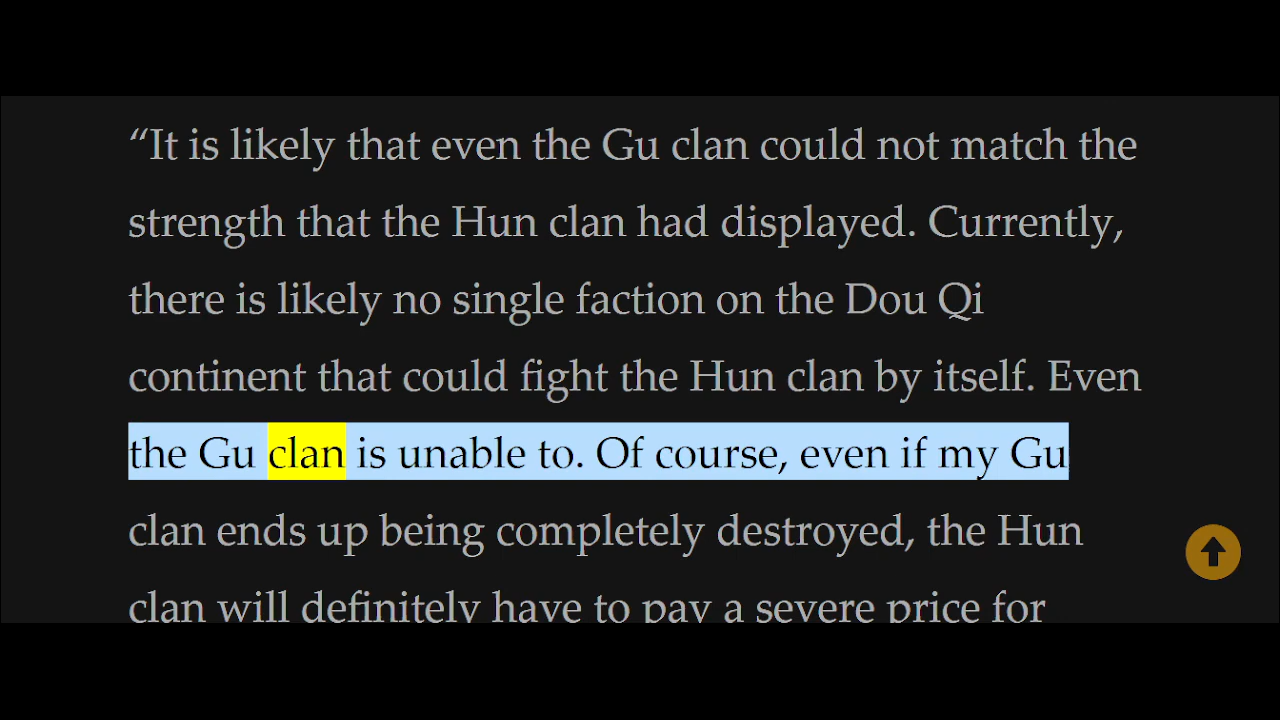 “It is likely that even the Gu clan could not match the
strength that the Hun clan had displayed. Currently,
there is likely no single faction on the Dou Qi
continent that could fight the Hun clan by itself. Even
the Gu clan is unable to. Of course, even if my Gu
clan ends up being completely destroyed, the Hun
clan will definitely have to pay a severe price for